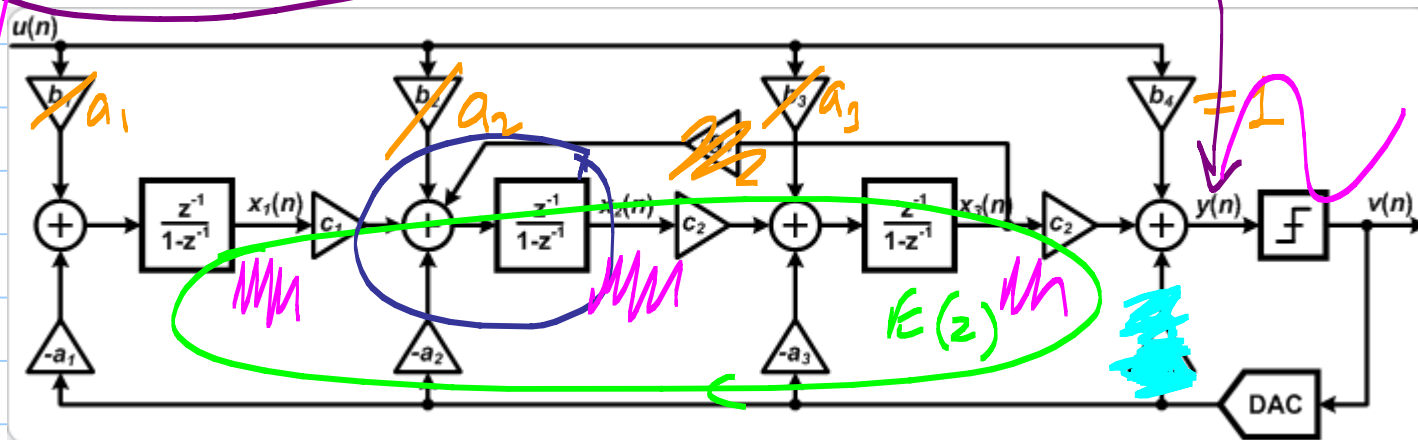 u(n)
b₁ a₁ b₂ a₂ b₃ a₃ b₄ = 1
x₁(n) x₂(n) x₃(n) y(n) v(n)
+ z⁻¹ / 1-z⁻¹ c₁ + z⁻¹ / 1-z⁻¹ c₂ + z⁻¹ / 1-z⁻¹ c₂ +
E(z)
-a₁ -a₂ -a₃
DAC